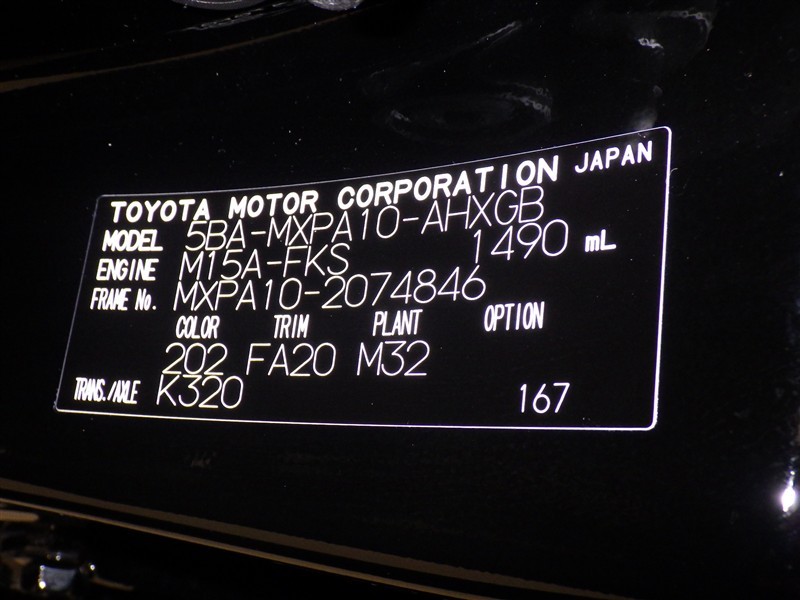 TOYOTA MOTOR CORPORATION JAPAN
MODEL 5BA-MXPA10-AHXGB
ENGINE M15A-FKS 1490 mL
FRAME No. MXPA10-2074846
COLOR TRIM PLANT OPTION
202 FA20 M32
TRANS./AXLE K320 167